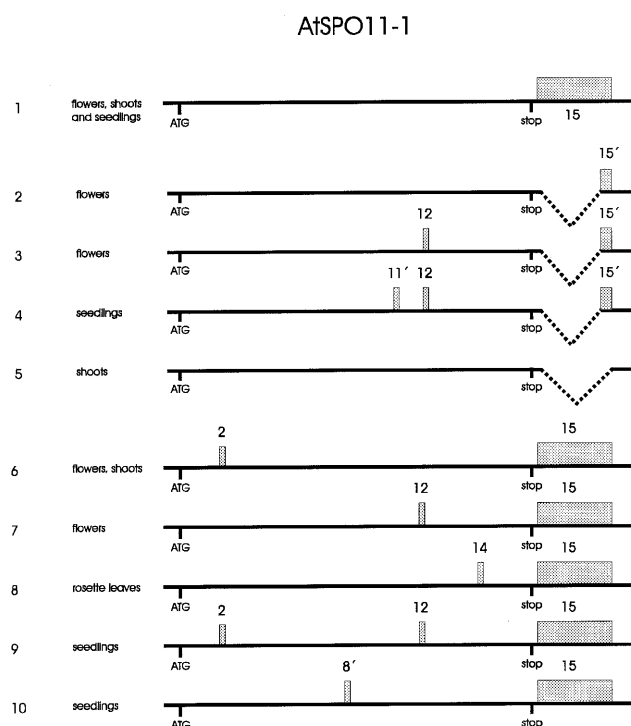 AtSPO11-1
1 flowers, shoots and seedlings ATG stop 15
15´
2 flowers ATG stop
12 15´
3 flowers ATG stop
11´ 12 15´
4 seedlings ATG stop
5 shoots ATG stop
2 15
6 flowers, shoots ATG stop
12 15
7 flowers ATG stop
14 15
8 rosette leaves ATG stop
2 12 15
9 seedlings ATG stop
8´ 15
10 seedlings ATG stop